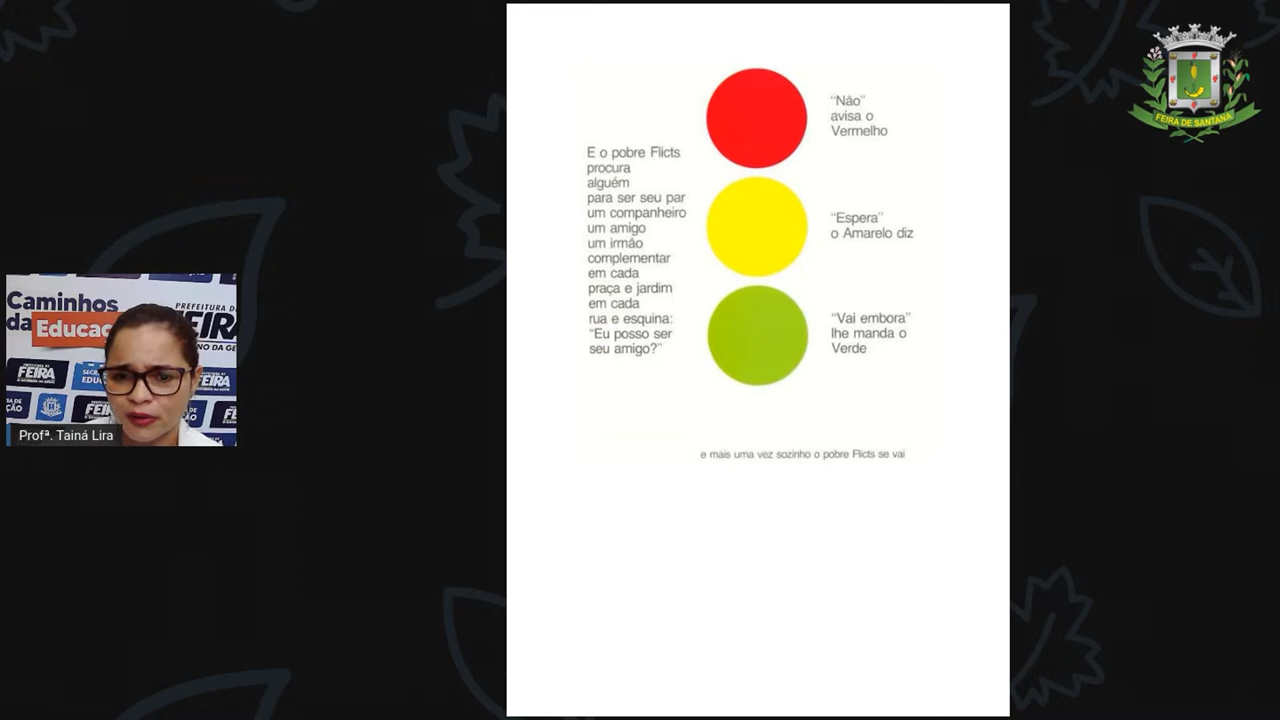 E o pobre Flicts
procura
alguém
para ser seu par
um companheiro
um amigo
um irmão
complementar
em cada
praça e jardim
em cada
rua e esquina:
“Eu posso ser
seu amigo?”
“Não”
avisa o
Vermelho
“Espera”
o Amarelo diz
“Vai embora”
lhe manda o
Verde
e mais uma vez sozinho o pobre Flicts se vai
FEIRA DE SANTANA
Caminhos
da Educaç
PREFEITURA D
FEIRA
Profª. Tainá Lira